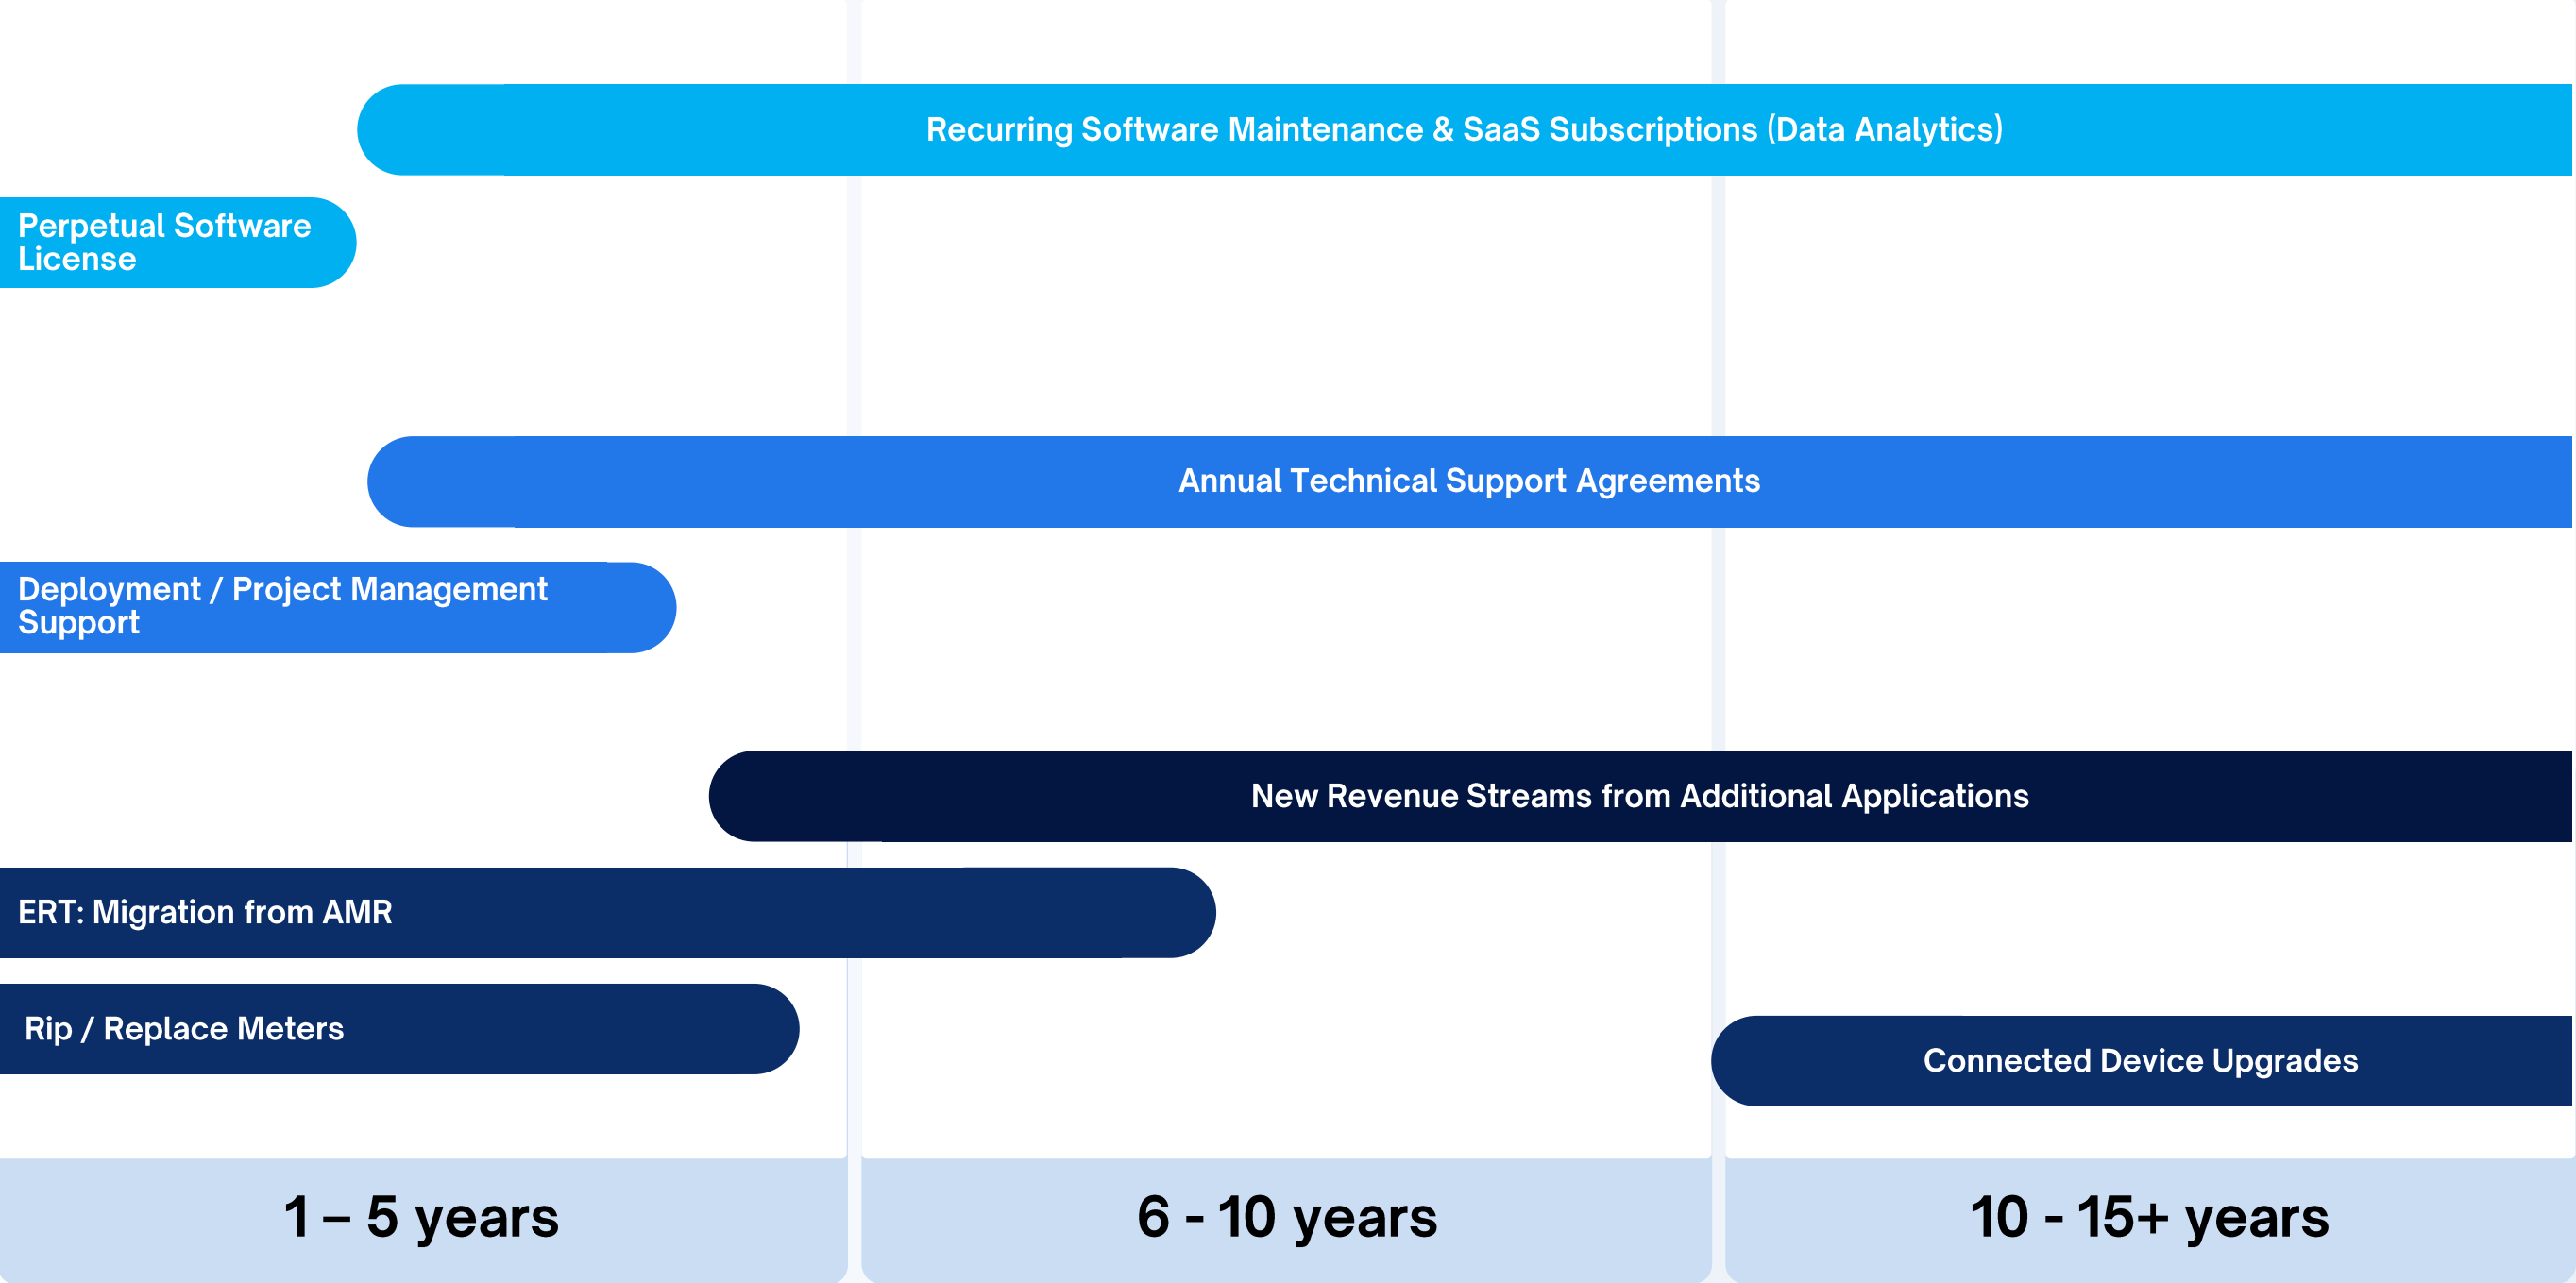 Recurring Software Maintenance & SaaS Subscriptions (Data Analytics)
Perpetual Software
License
Annual Technical Support Agreements
Deployment / Project Management
Support
New Revenue Streams from Additional Applications
ERT: Migration from AMR
Rip / Replace Meters
Connected Device Upgrades
1 – 5 years
6 - 10 years
10 - 15+ years